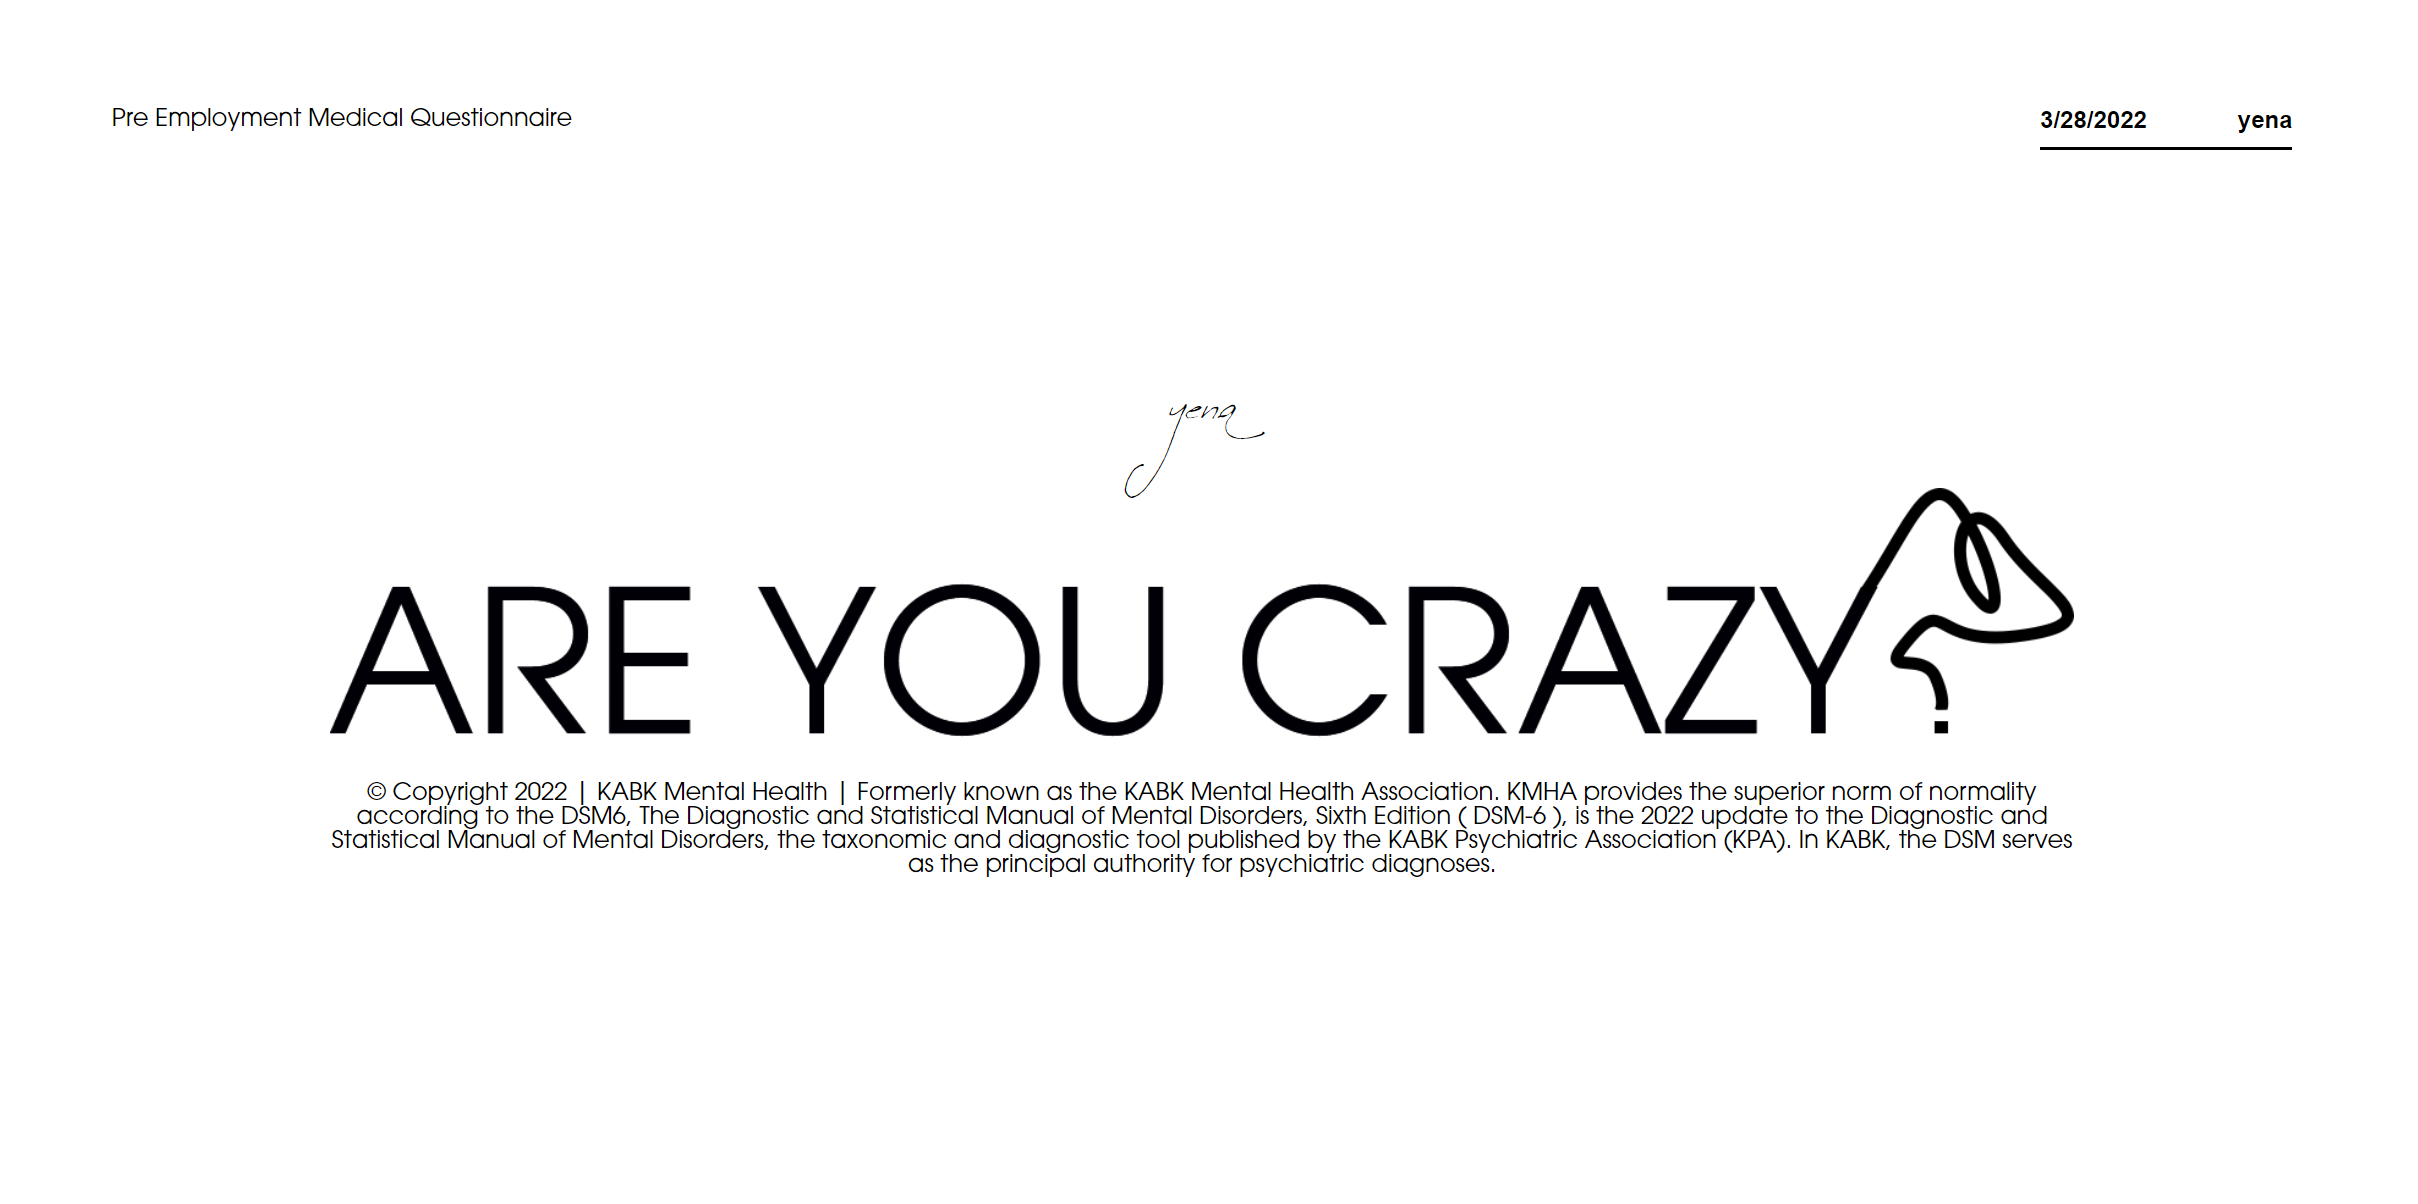 Pre Employment Medical Questionnaire
3/28/2022 yena
yena
ARE YOU CRAZY?
© Copyright 2022 | KABK Mental Health | Formerly known as the KABK Mental Health Association. KMHA provides the superior norm of normality
according to the DSM6, The Diagnostic and Statistical Manual of Mental Disorders, Sixth Edition ( DSM-6 ), is the 2022 update to the Diagnostic and
Statistical Manual of Mental Disorders, the taxonomic and diagnostic tool published by the KABK Psychiatric Association (KPA). In KABK, the DSM serves
as the principal authority for psychiatric diagnoses.